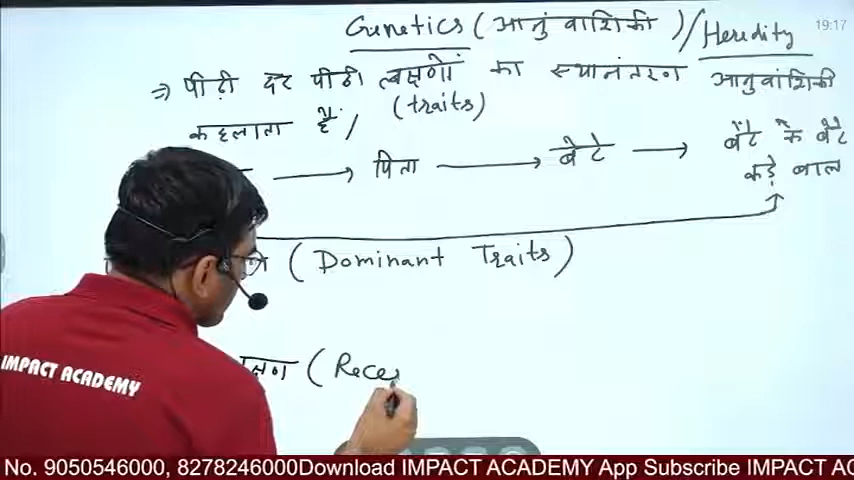 Genetics (आनुंवाशिकी) / Heredity
19:17
⇒ पीढ़ी दर पीढी लक्षणों का स्थानंतरण आनुवांशिकी
(traits)
कहलाता हैं /
→ पिता → बेटे → बेटे के बेटे
कड़े बाल
(Dominant Traits)
(Rece
IMPACT ACADEMY
No. 9050546000, 8278246000Download IMPACT ACADEMY App Subscribe IMPACT AC